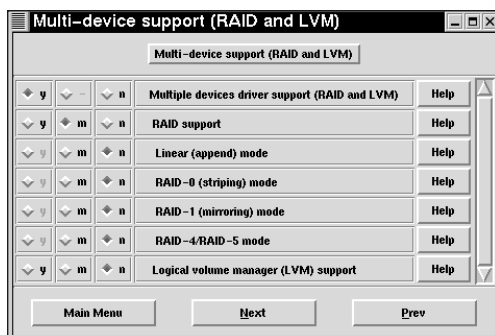 Multi-device support (RAID and LVM)
Multi-device support (RAID and LVM)
y - n Multiple devices driver support (RAID and LVM) Help
y m n RAID support Help
y m n Linear (append) mode Help
y m n RAID-0 (striping) mode Help
y m n RAID-1 (mirroring) mode Help
y m n RAID-4/RAID-5 mode Help
y m n Logical volume manager (LVM) support Help
Main Menu Next Prev